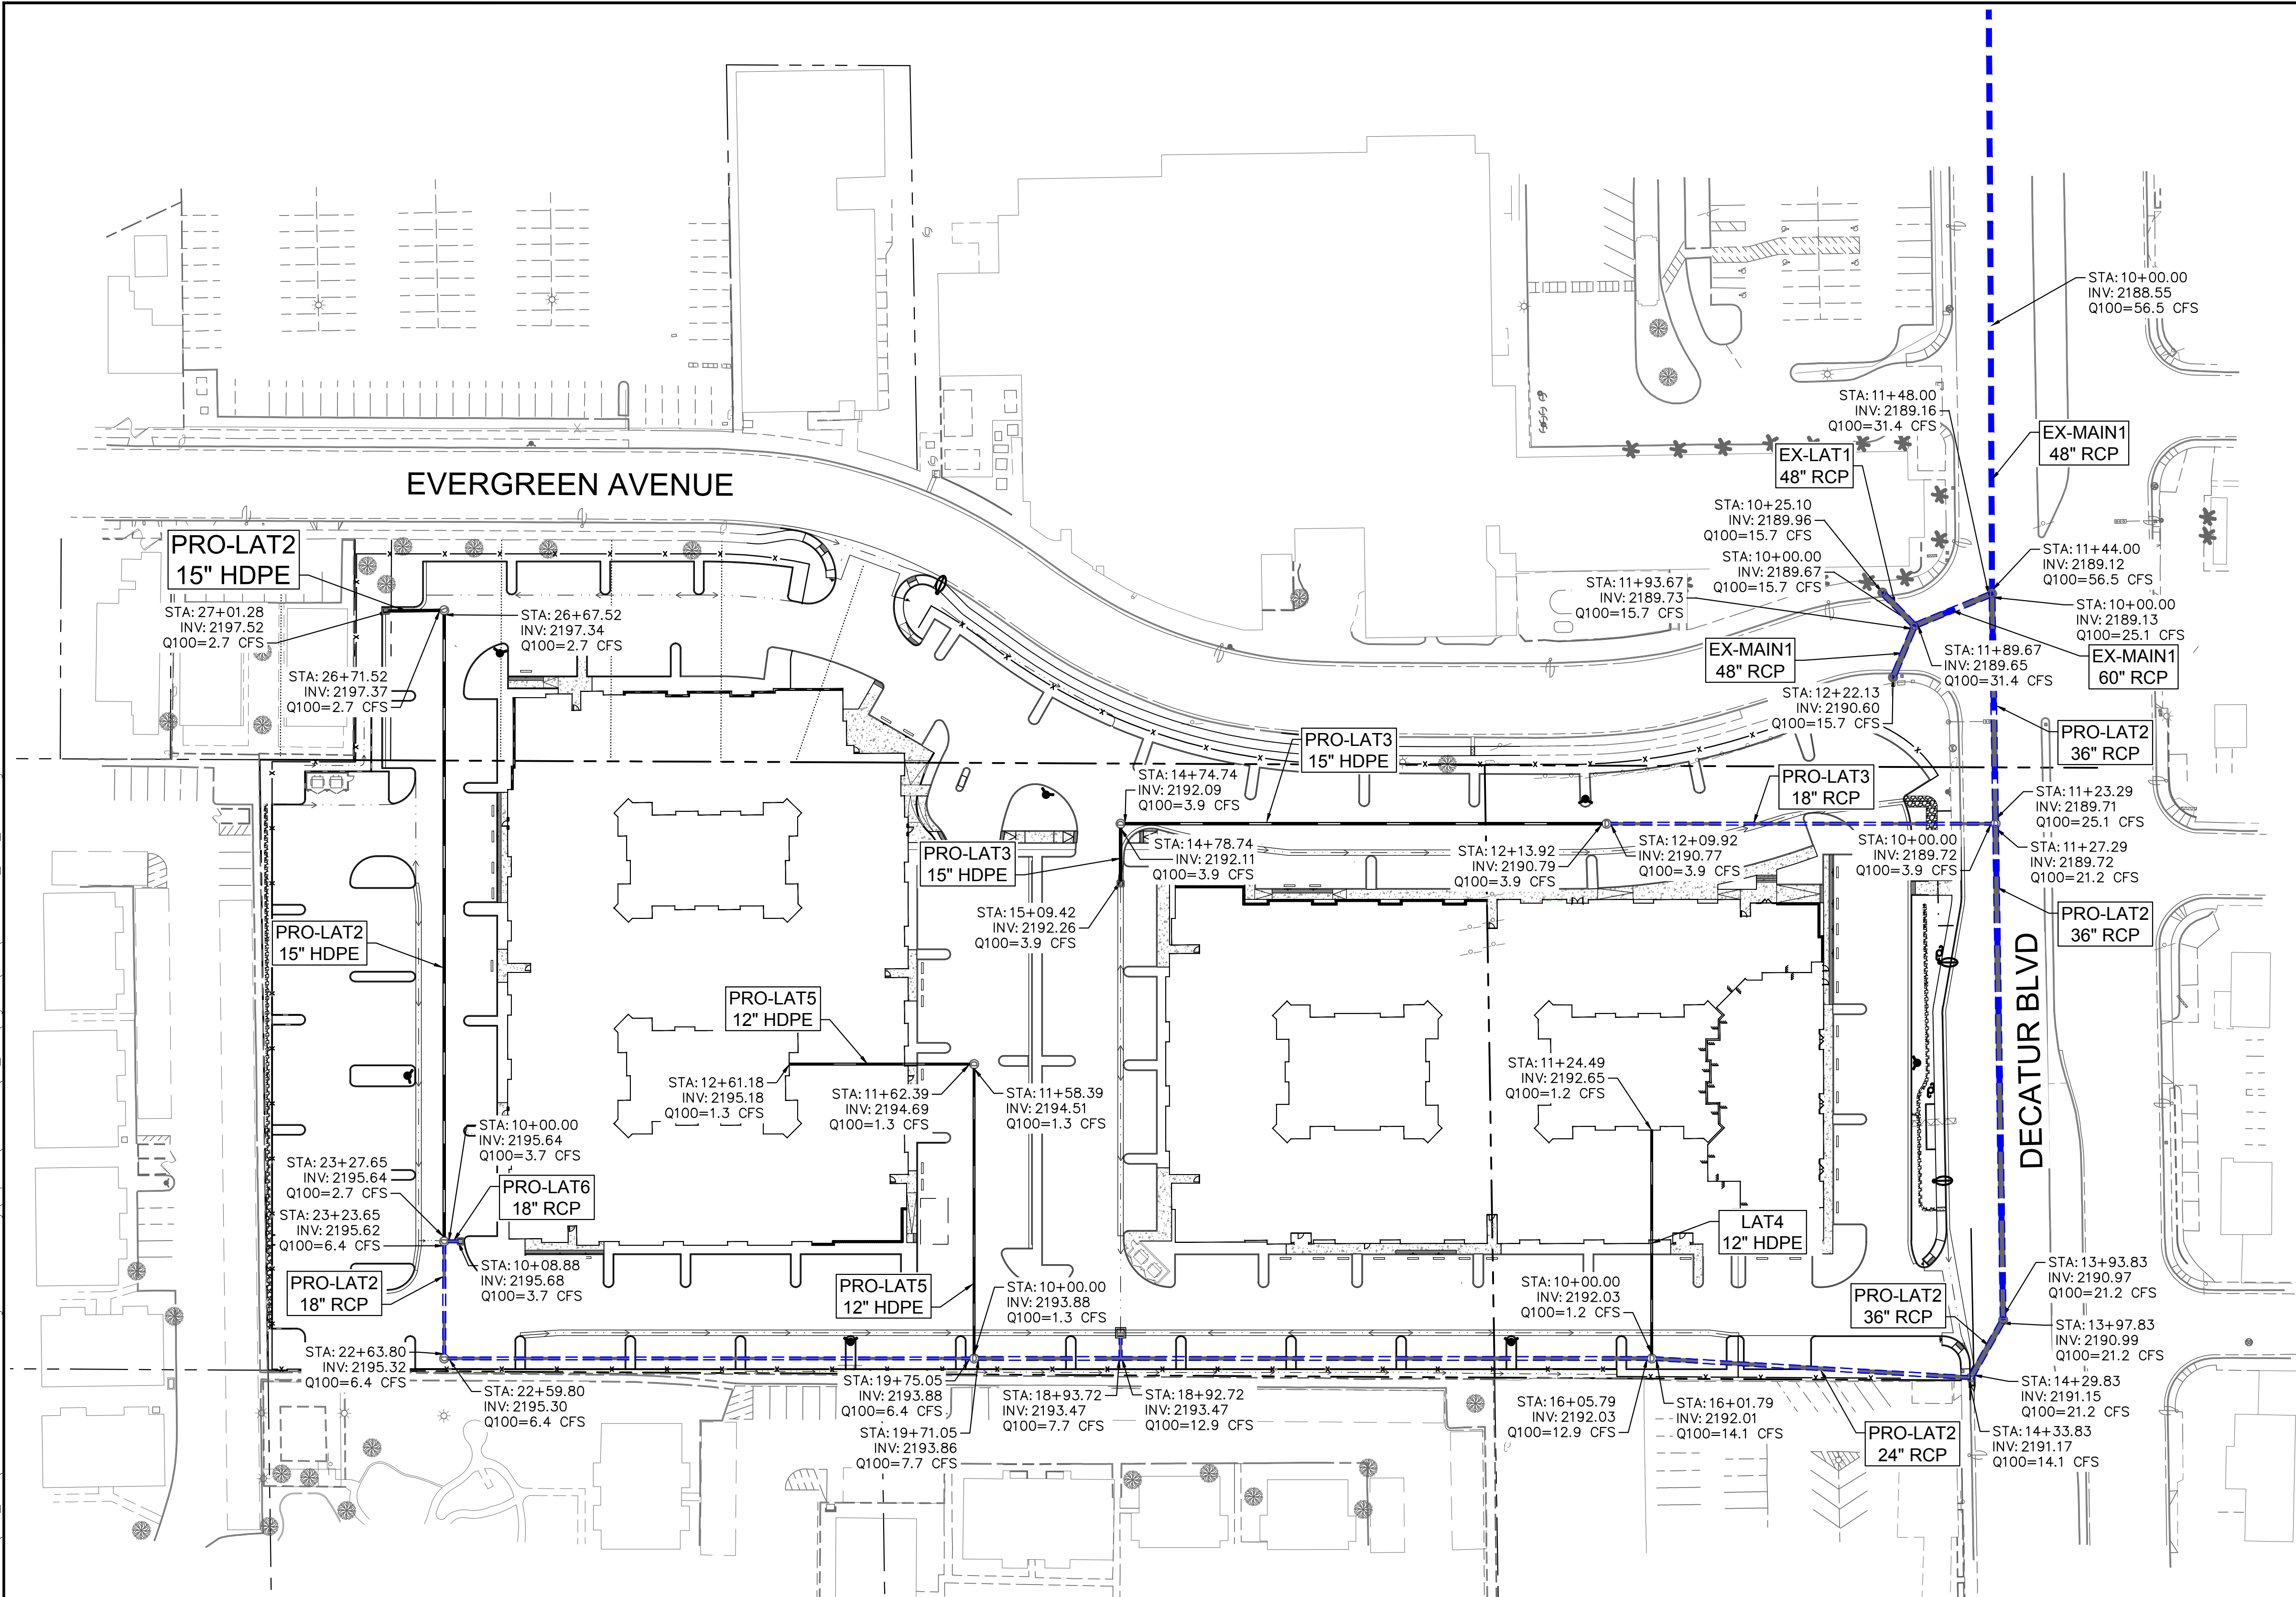 STA: 10+00.00
INV: 2188.55
Q100=56.5 CFS
STA: 11+48.00
INV: 2189.16
Q100=31.4 CFS
EX-MAIN1
48" RCP
EX-LAT1
48" RCP
EVERGREEN AVENUE
STA: 10+25.10
INV: 2189.96
Q100=15.7 CFS
PRO-LAT2
15" HDPE
STA: 10+00.00
INV: 2189.67
Q100=15.7 CFS
STA: 11+44.00
INV: 2189.12
Q100=56.5 CFS
STA: 11+93.67
INV: 2189.73
Q100=15.7 CFS
STA: 27+01.28
INV: 2197.52
Q100=2.7 CFS
STA: 26+67.52
INV: 2197.34
Q100=2.7 CFS
STA: 10+00.00
INV: 2189.13
Q100=25.1 CFS
EX-MAIN1
48" RCP
STA: 11+89.67
INV: 2189.65
Q100=31.4 CFS
EX-MAIN1
60" RCP
STA: 26+71.52
INV: 2197.37
Q100=2.7 CFS
STA: 12+22.13
INV: 2190.60
Q100=15.7 CFS
PRO-LAT2
36" RCP
PRO-LAT3
15" HDPE
STA: 14+74.74
INV: 2192.09
Q100=3.9 CFS
PRO-LAT3
18" RCP
STA: 11+23.29
INV: 2189.71
Q100=25.1 CFS
PRO-LAT3
15" HDPE
STA: 14+78.74
INV: 2192.11
Q100=3.9 CFS
STA: 12+13.92
INV: 2190.79
Q100=3.9 CFS
STA: 12+09.92
INV: 2190.77
Q100=3.9 CFS
STA: 10+00.00
INV: 2189.72
Q100=3.9 CFS
STA: 11+27.29
INV: 2189.72
Q100=21.2 CFS
STA: 15+09.42
INV: 2192.26
Q100=3.9 CFS
PRO-LAT2
36" RCP
PRO-LAT2
15" HDPE
DECATUR BLVD
PRO-LAT5
12" HDPE
STA: 12+61.18
INV: 2195.18
Q100=1.3 CFS
STA: 11+62.39
INV: 2194.69
Q100=1.3 CFS
STA: 11+58.39
INV: 2194.51
Q100=1.3 CFS
STA: 11+24.49
INV: 2192.65
Q100=1.2 CFS
STA: 10+00.00
INV: 2195.64
Q100=3.7 CFS
STA: 23+27.65
INV: 2195.64
Q100=2.7 CFS
PRO-LAT6
18" RCP
STA: 23+23.65
INV: 2195.62
Q100=6.4 CFS
LAT4
12" HDPE
STA: 10+08.88
INV: 2195.68
Q100=3.7 CFS
PRO-LAT2
18" RCP
PRO-LAT5
12" HDPE
STA: 10+00.00
INV: 2193.88
Q100=1.3 CFS
STA: 10+00.00
INV: 2192.03
Q100=1.2 CFS
PRO-LAT2
36" RCP
STA: 13+93.83
INV: 2190.97
Q100=21.2 CFS
STA: 13+97.83
INV: 2190.99
Q100=21.2 CFS
STA: 22+63.80
INV: 2195.32
Q100=6.4 CFS
STA: 22+59.80
INV: 2195.30
Q100=6.4 CFS
STA: 19+75.05
INV: 2193.88
Q100=6.4 CFS
STA: 19+71.05
INV: 2193.86
Q100=7.7 CFS
STA: 18+93.72
INV: 2193.47
Q100=7.7 CFS
STA: 18+92.72
INV: 2193.47
Q100=12.9 CFS
STA: 16+05.79
INV: 2192.03
Q100=12.9 CFS
STA: 16+01.79
INV: 2192.01
Q100=14.1 CFS
PRO-LAT2
24" RCP
STA: 14+29.83
INV: 2191.15
Q100=21.2 CFS
STA: 14+33.83
INV: 2191.17
Q100=14.1 CFS